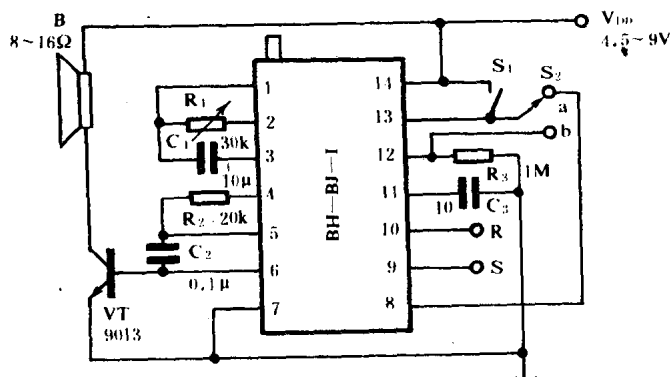 B
8~16Ω
V_DD
4.5~9V
S₁
S₂
a
b
R₁
C₁
30k
10μ
R₂ 20k
C₂
0.1μ
VT
9013
BH—BJ—I
1
2
3
4
5
6
7
14
13
12
11
10
9
8
R₃
1M
10
C₃
R
S